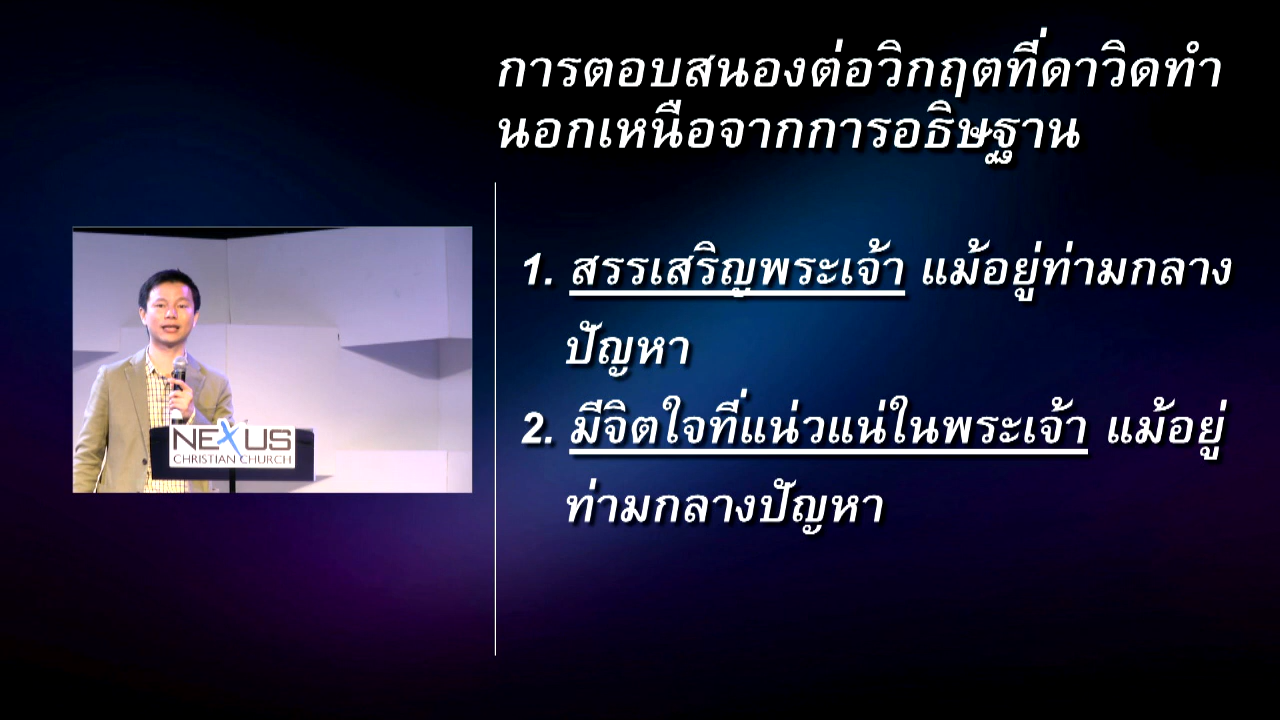 การตอบสนองต่อวิกฤตที่ดาวิดทำ
นอกเหนือจากการอธิษฐาน
1. สรรเสริญพระเจ้า แม้อยู่ท่ามกลาง
ปัญหา
2. มีจิตใจที่แน่วแน่ในพระเจ้า แม้อยู่
ท่ามกลางปัญหา
NEXUS
CHRISTIAN CHURCH